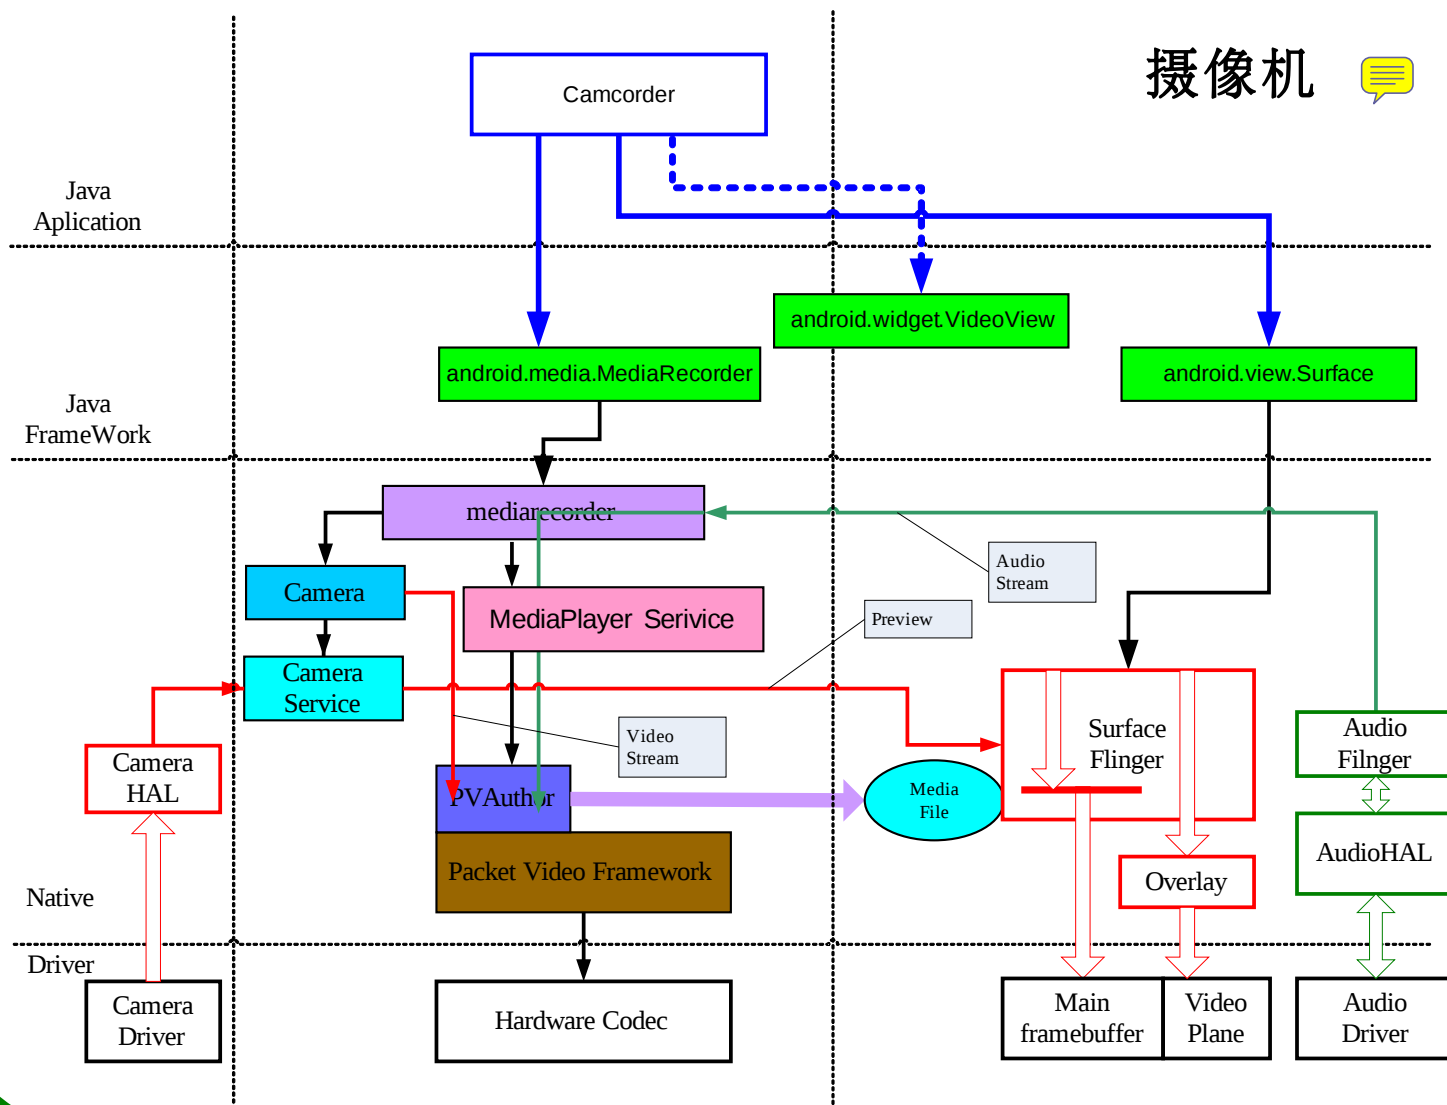 摄像机
Camcorder
Java
Aplication
android.widget.VideoView
android.media.MediaRecorder
android.view.Surface
Java
FrameWork
mediarecorder
Audio
Stream
Camera
MediaPlayer Serivice
Preview
Camera
Service
Video
Stream
Surface
Flinger
Audio
Filnger
Camera
HAL
PVAuthor
Media
File
AudioHAL
Packet Video Framework
Overlay
Native
Driver
Camera
Driver
Hardware Codec
Main
framebuffer
Video
Plane
Audio
Driver